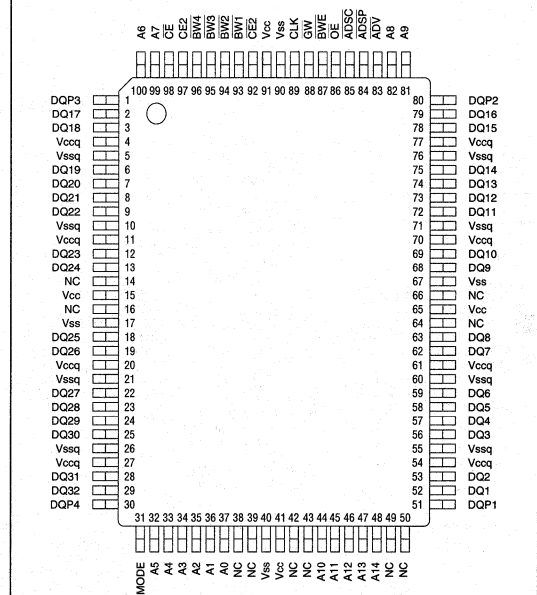 A6 A7 CE CE2 BW4 BW3 BW2 BW1 CE2 Vcc Vss CLK GW BWE OE ADSC ADSP ADV A8 A9
100 99 98 97 96 95 94 93 92 91 90 89 88 87 86 85 84 83 82 81
DQP3 1 80 DQP2
DQ17 2 79 DQ16
DQ18 3 78 DQ15
Vccq 4 77 Vccq
Vssq 5 76 Vssq
DQ19 6 75 DQ14
DQ20 7 74 DQ13
DQ21 8 73 DQ12
DQ22 9 72 DQ11
Vssq 10 71 Vssq
Vccq 11 70 Vccq
DQ23 12 69 DQ10
DQ24 13 68 DQ9
NC 14 67 Vss
Vcc 15 66 NC
NC 16 65 Vcc
Vss 17 64 NC
DQ25 18 63 DQ8
DQ26 19 62 DQ7
Vccq 20 61 Vccq
Vssq 21 60 Vssq
DQ27 22 59 DQ6
DQ28 23 58 DQ5
DQ29 24 57 DQ4
DQ30 25 56 DQ3
Vssq 26 55 Vssq
Vccq 27 54 Vccq
DQ31 28 53 DQ2
DQ32 29 52 DQ1
DQP4 30 51 DQP1
31 32 33 34 35 36 37 38 39 40 41 42 43 44 45 46 47 48 49 50
MODE A5 A4 A3 A2 A1 A0 NC NC Vss Vcc NC NC A10 A11 A12 A13 A14 NC NC